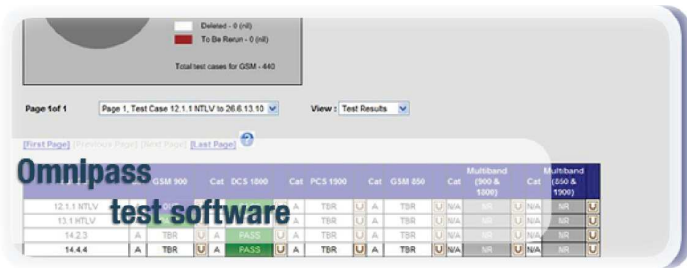 Deleted - 0 (nil)
To Be Rerun - 0 (nil)
Total test cases for GSM - 440
Page 1of 1 Page 1, Test Case 12.1.1 NTLV to 26.6.13.10 View : Test Results
[First Page] [Previous Page] [Next Page] [Last Page]
Omnipass
test software
GSM 900 Cat DCS 1800 Cat PCS 1900 Cat GSM 850 Cat Multiband (900 & 1800) Cat Multiband (850 & 1900)
12.1.1 NTLV A U A TBR U A TBR U N/A NR U N/A NR U
13.1 NTLV A TBR U A TBR U N/A NR U N/A NR U
14.2.3 A TBR U A PASS U A TBR U A TBR U N/A NR U N/A NR U
14.4.4 A TBR U A PASS U A TBR U A TBR U N/A NR U N/A NR U